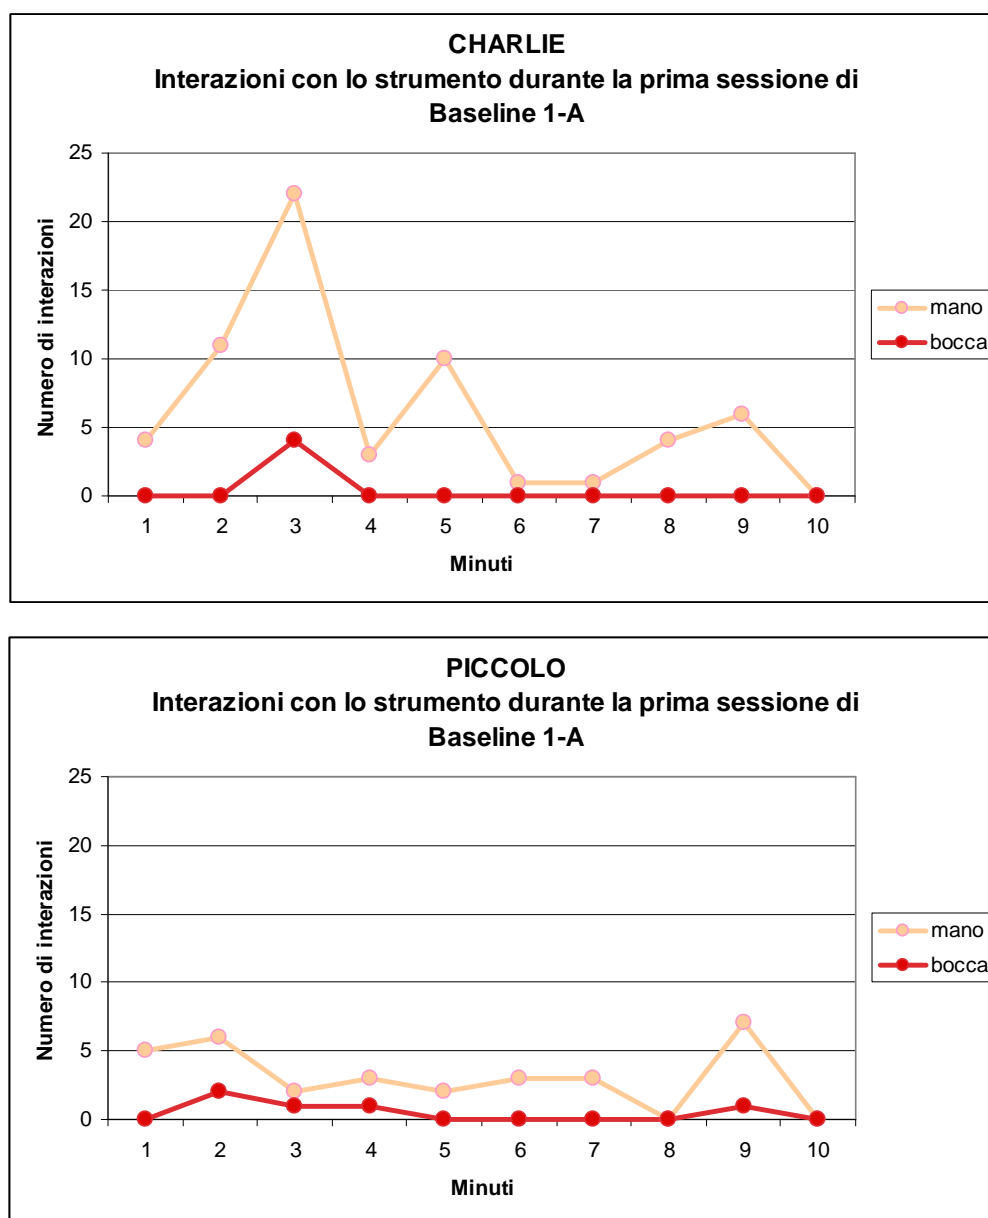 CHARLIE
Interazioni con lo strumento durante la prima sessione di
Baseline 1-A
25
20
15
10
5
0
Numero di interazioni
1 2 3 4 5 6 7 8 9 10
Minuti
mano
bocca
PICCOLO
Interazioni con lo strumento durante la prima sessione di
Baseline 1-A
25
20
15
10
5
0
Numero di interazioni
1 2 3 4 5 6 7 8 9 10
Minuti
mano
bocca